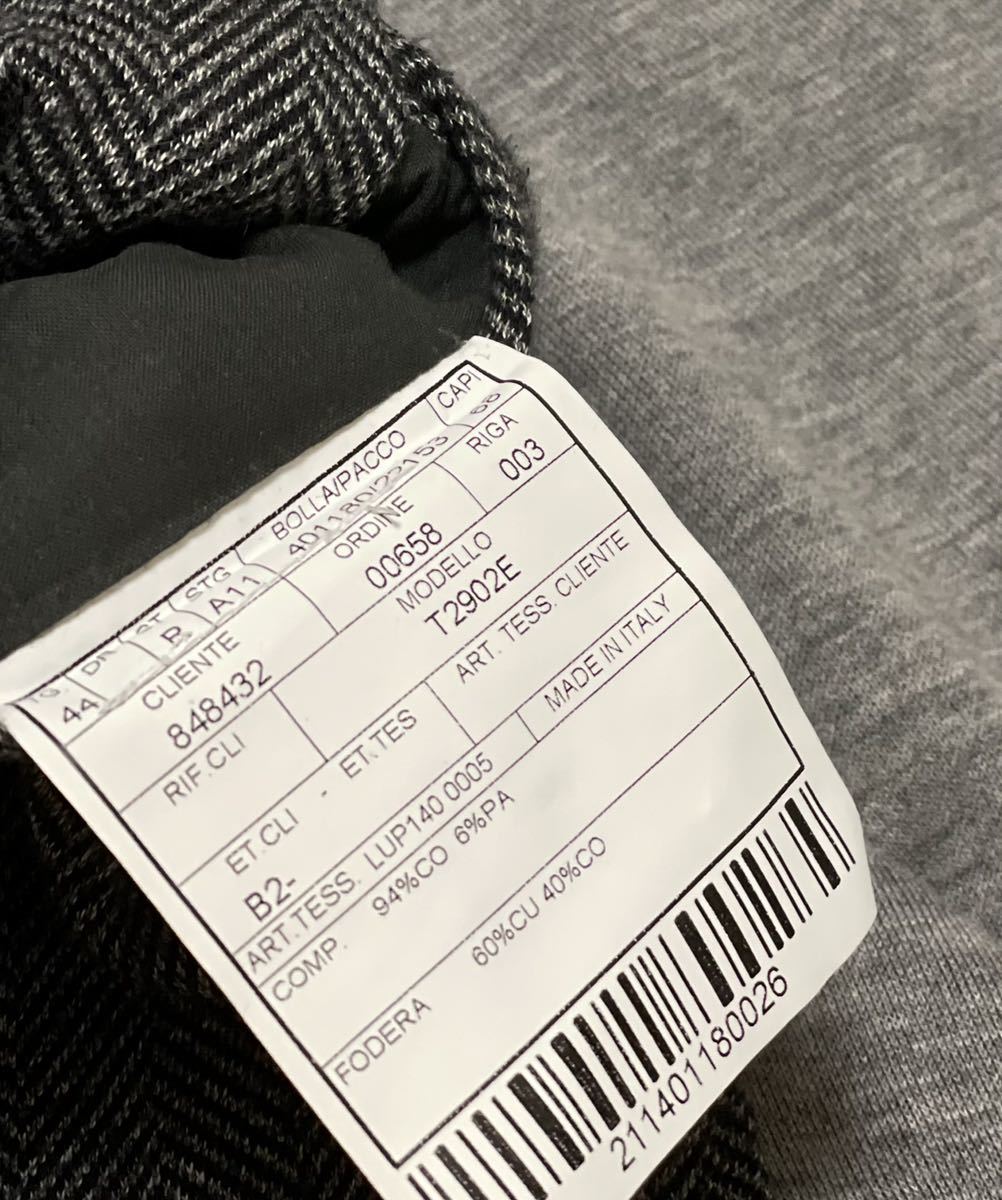 STG BOLLA/PACCO CAPI
44 B A11
CLIENTE ORDINE RIGA
848432 00658 003
RIF.CLI MODELLO
T2902E
ET.CLI - ET.TES ART. TESS. CLIENTE
B2-
ART.TESS. LUP140 0005 MADE IN ITALY
COMP. 94%CO 6%PA
FODERA 60%CU 40%CO
211401180026